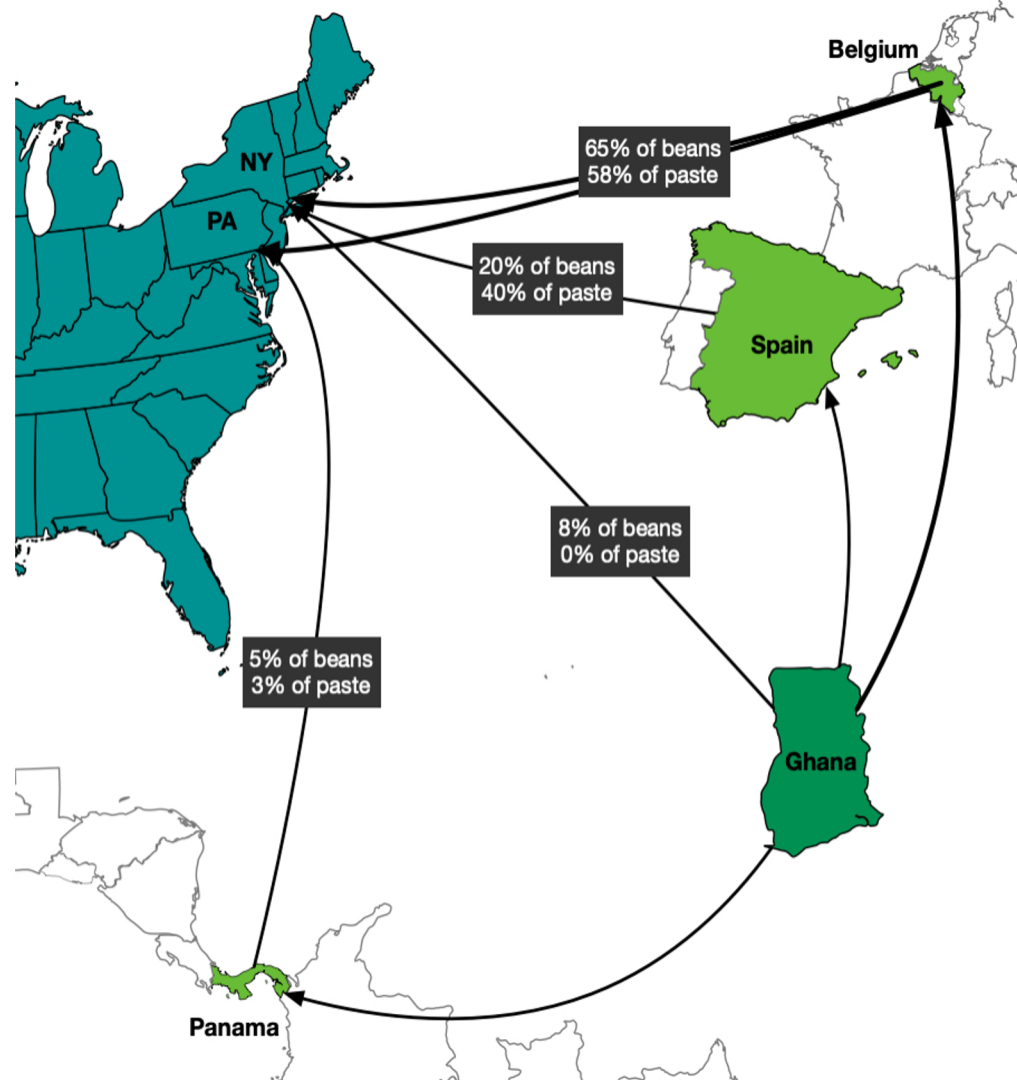 Belgium
65% of beans
58% of paste
NY
PA
20% of beans
40% of paste
Spain
8% of beans
0% of paste
5% of beans
3% of paste
Ghana
Panama